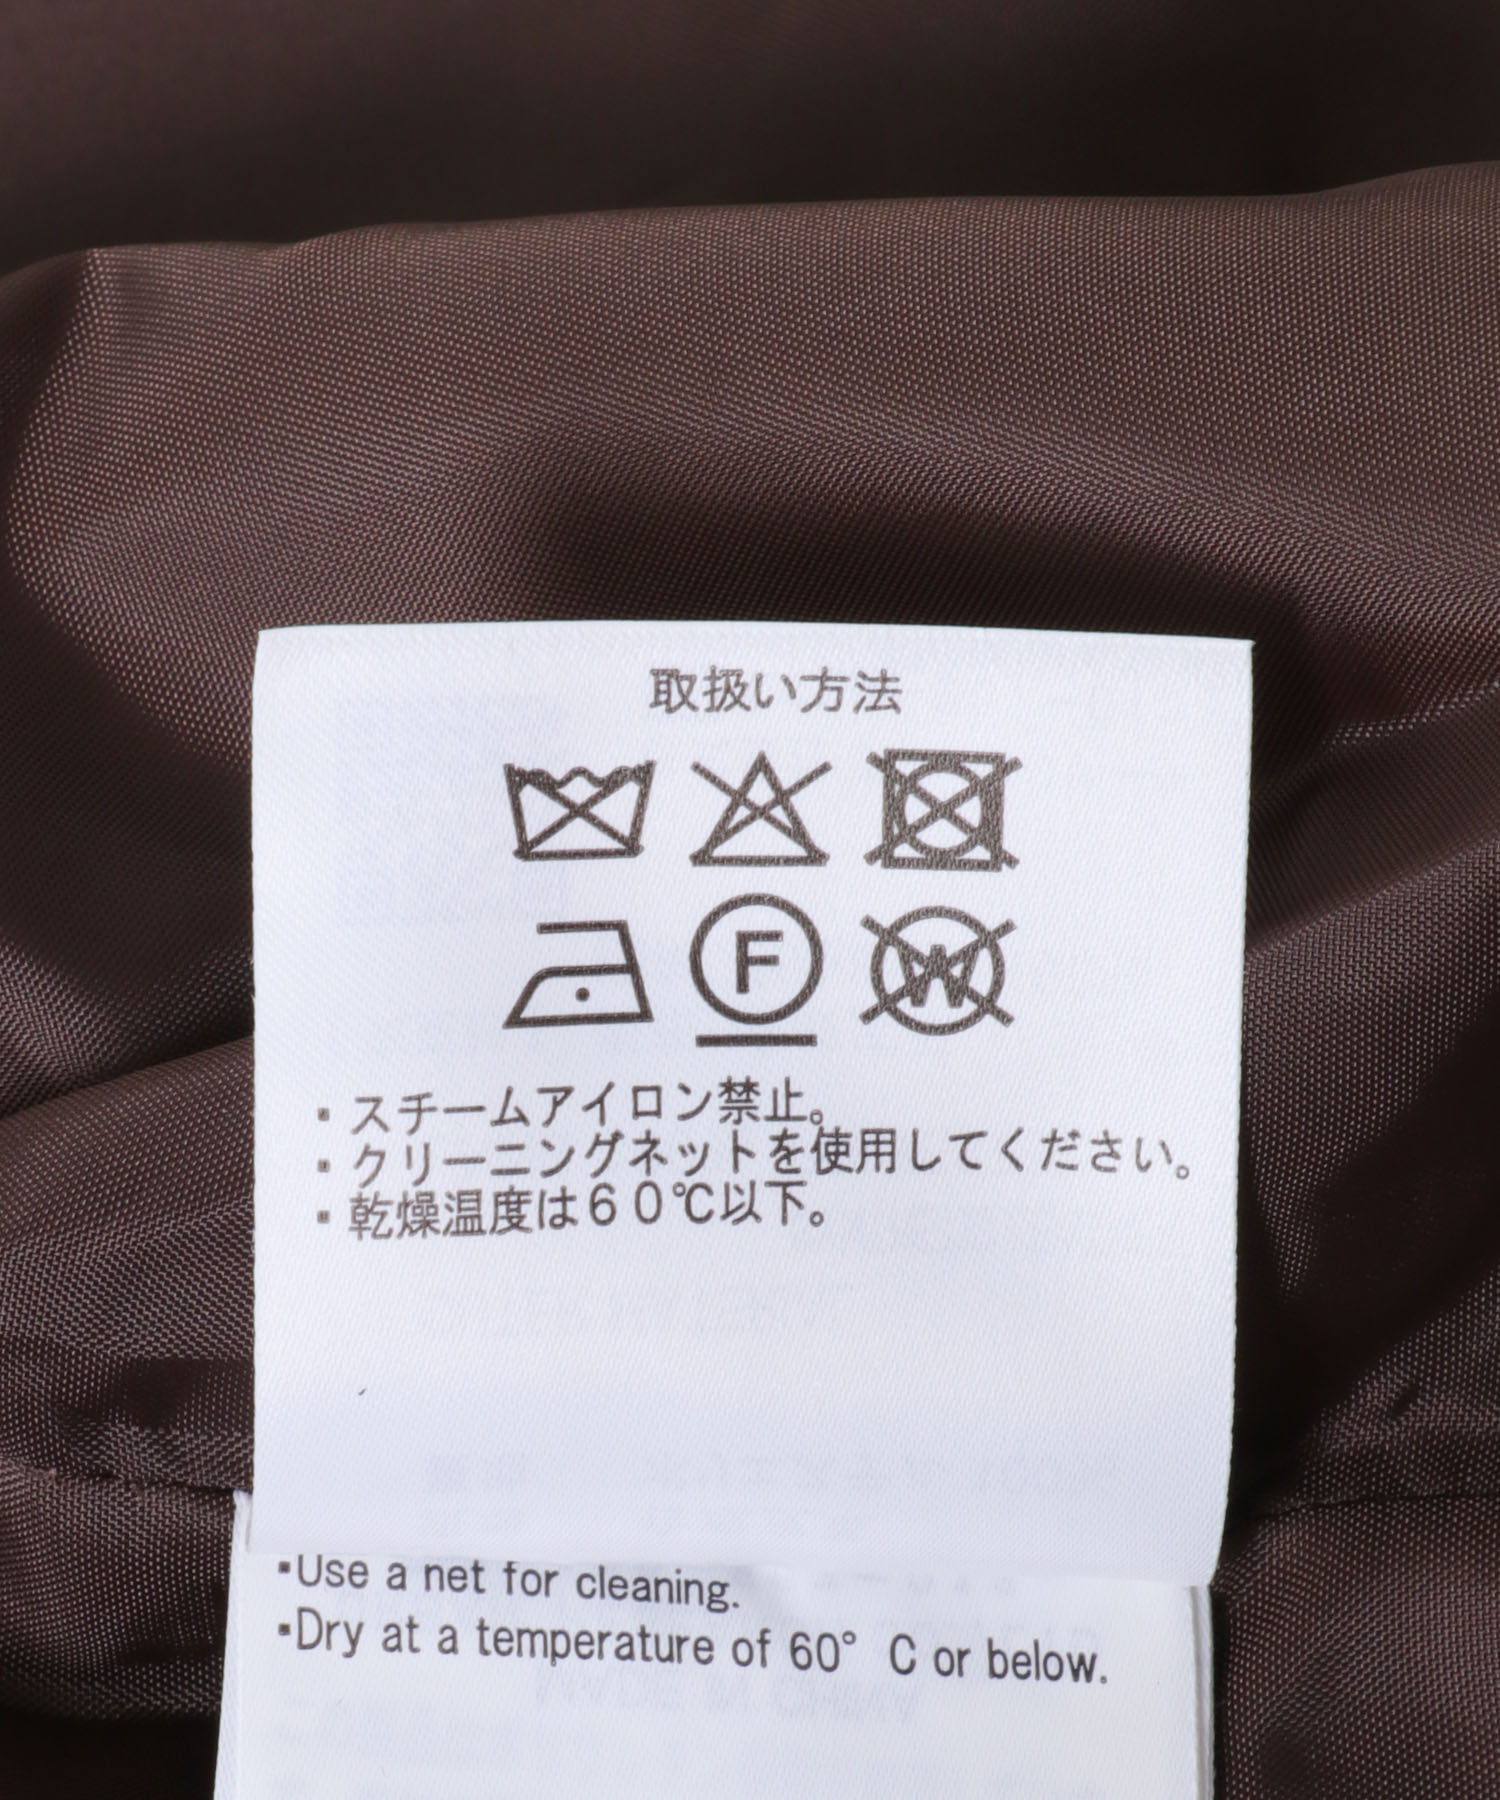 取扱い方法
F W
・スチームアイロン禁止。
・クリーニングネットを使用してください。
・乾燥温度は60℃以下。
▪Use a net for cleaning.
▪Dry at a temperature of 60° C or below.